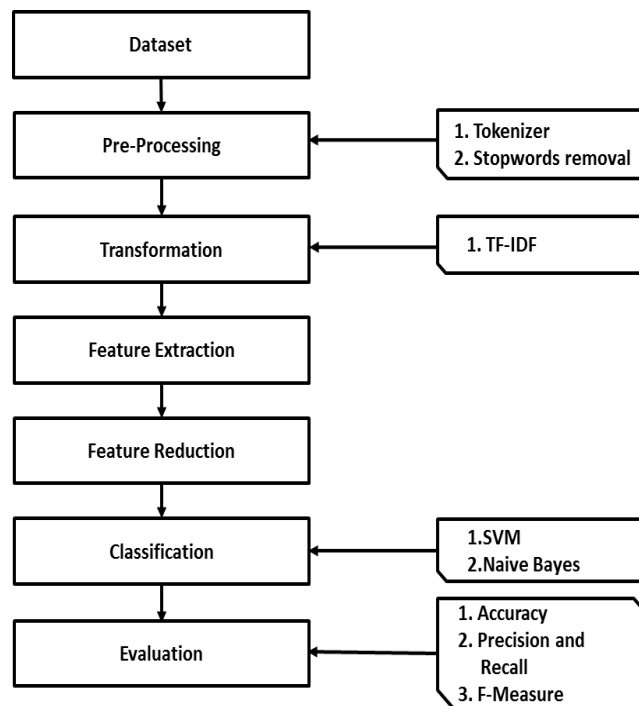 Dataset
Pre-Processing
1. Tokenizer
2. Stopwords removal
Transformation
1. TF-IDF
Feature Extraction
Feature Reduction
Classification
1.SVM
2.Naive Bayes
Evaluation
1. Accuracy
2. Precision and
Recall
3. F-Measure